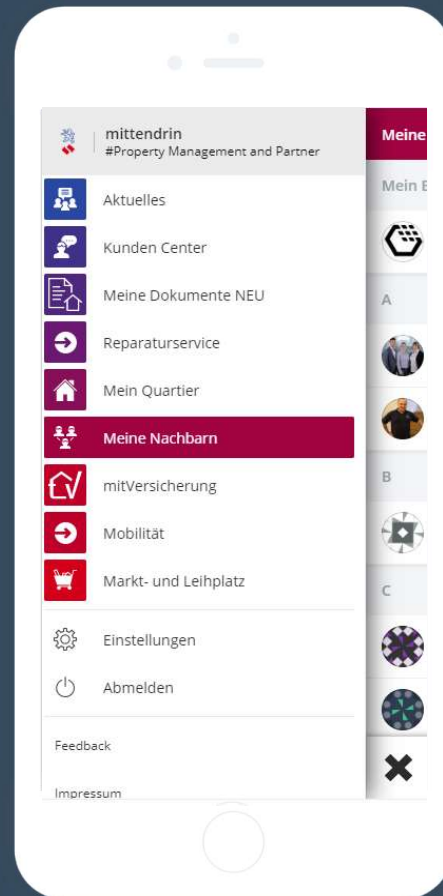 mittendrin
#Property Management and Partner
Meine
Aktuelles
Mein
Kunden Center
Meine Dokumente NEU
A
Reparaturservice
Mein Quartier
Meine Nachbarn
B
mitVersicherung
Mobilität
Markt- und Leihplatz
C
Einstellungen
Abmelden
Feedback
Impressum